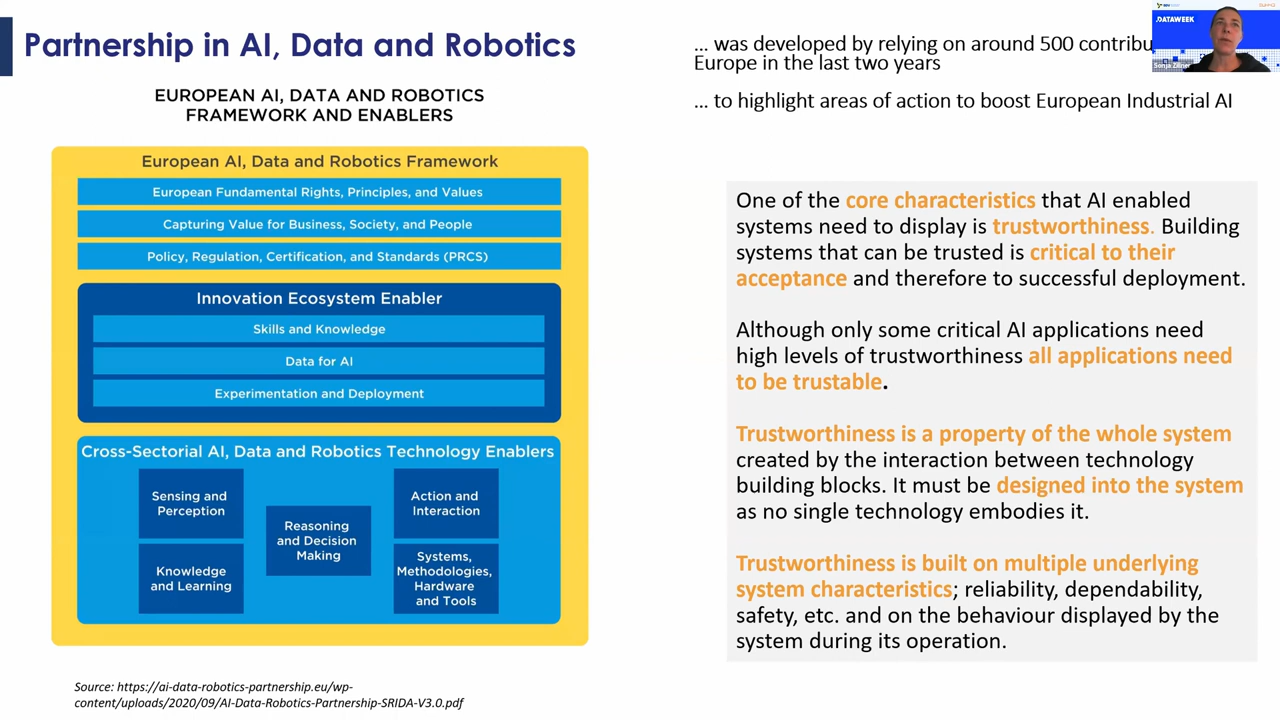 Partnership in AI, Data and Robotics
EUROPEAN AI, DATA AND ROBOTICS
FRAMEWORK AND ENABLERS
European AI, Data and Robotics Framework
European Fundamental Rights, Principles, and Values
Capturing Value for Business, Society, and People
Policy, Regulation, Certification, and Standards (PRCS)
Innovation Ecosystem Enabler
Skills and Knowledge
Data for AI
Experimentation and Deployment
Cross-Sectorial AI, Data and Robotics Technology Enablers
Sensing and
Perception
Knowledge
and Learning
Reasoning
and Decision
Making
Action and
Interaction
Systems,
Methodologies,
Hardware
and Tools
Source: https://ai-data-robotics-partnership.eu/wp-
content/uploads/2020/09/AI-Data-Robotics-Partnership-SRIDA-V3.0.pdf
... was developed by relying on around 500 contribu
Europe in the last two years
... to highlight areas of action to boost European Industrial AI
DATAWEEK
One of the core characteristics that AI enabled
systems need to display is trustworthiness. Building
systems that can be trusted is critical to their
acceptance and therefore to successful deployment.
Although only some critical AI applications need
high levels of trustworthiness all applications need
to be trustable.
Trustworthiness is a property of the whole system
created by the interaction between technology
building blocks. It must be designed into the system
as no single technology embodies it.
Trustworthiness is built on multiple underlying
system characteristics; reliability, dependability,
safety, etc. and on the behaviour displayed by the
system during its operation.